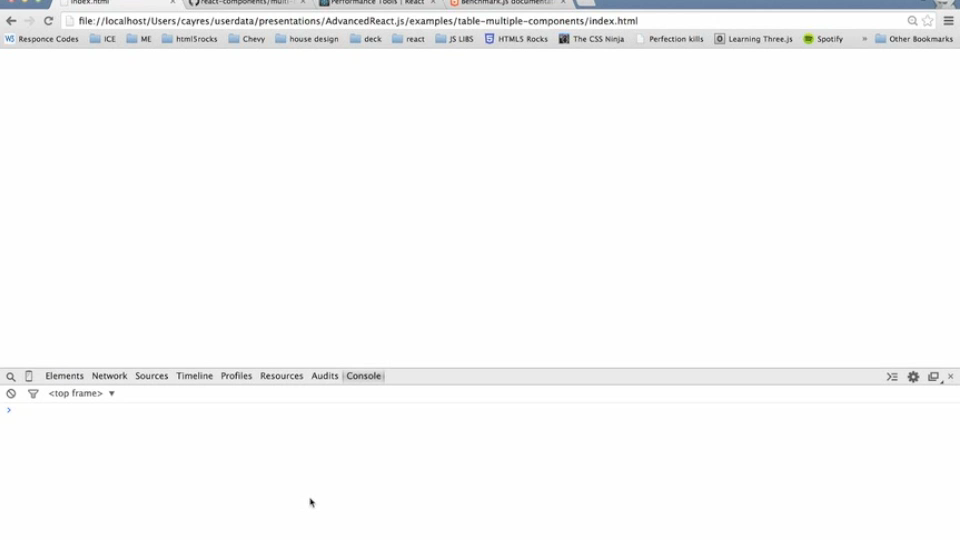 index.html × react-components/multi- × Performance Tools | React × Benchmark.js documenta ×
file://localhost/Users/cayres/userdata/presentations/AdvancedReact.js/examples/table-multiple-components/index.html
W3 Responce Codes ICE ME html5rocks Chevy house design deck react JS LIBS HTML5 Rocks The CSS Ninja Perfection kills Learning Three.js Spotify » Other Bookmarks
Elements Network Sources Timeline Profiles Resources Audits Console
<top frame> ▼
>